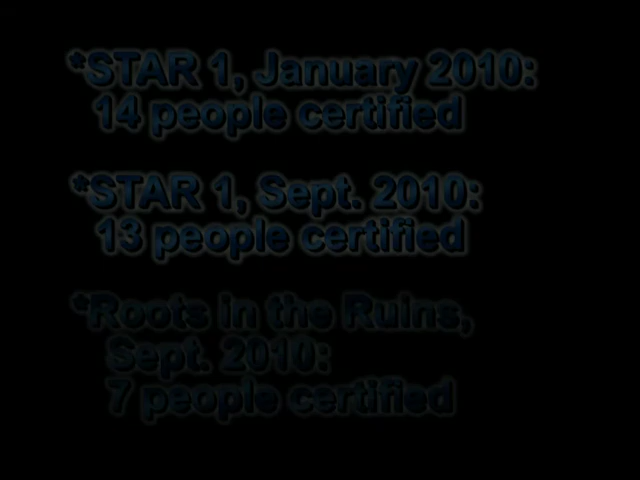 *STAR 1, January 2010:
14 people certified
*STAR 1, Sept. 2010:
13 people certified
*Roots in the Ruins,
Sept. 2010:
7 people certified